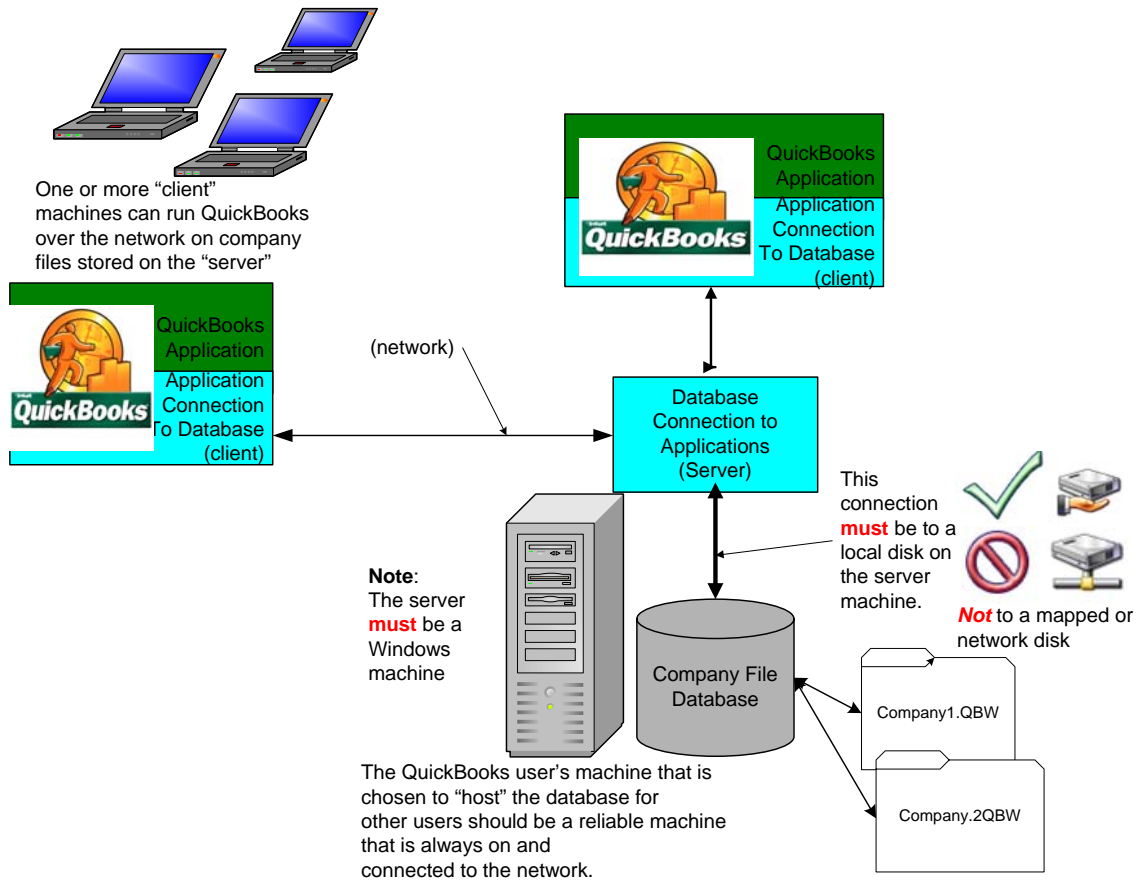 One or more “client”
machines can run QuickBooks
over the network on company
files stored on the “server”
QuickBooks
Application
Application
Connection
To Database
(client)
QuickBooks
QuickBooks
Application
Application
Connection
To Database
(client)
QuickBooks
(network)
Database
Connection to
Applications
(Server)
This
connection
must be to a
local disk on
the server
machine.
Not to a mapped or
network disk
Note:
The server
must be a
Windows
machine
Company File
Database
Company1.QBW
Company.2QBW
The QuickBooks user’s machine that is
chosen to “host” the database for
other users should be a reliable machine
that is always on and
connected to the network.